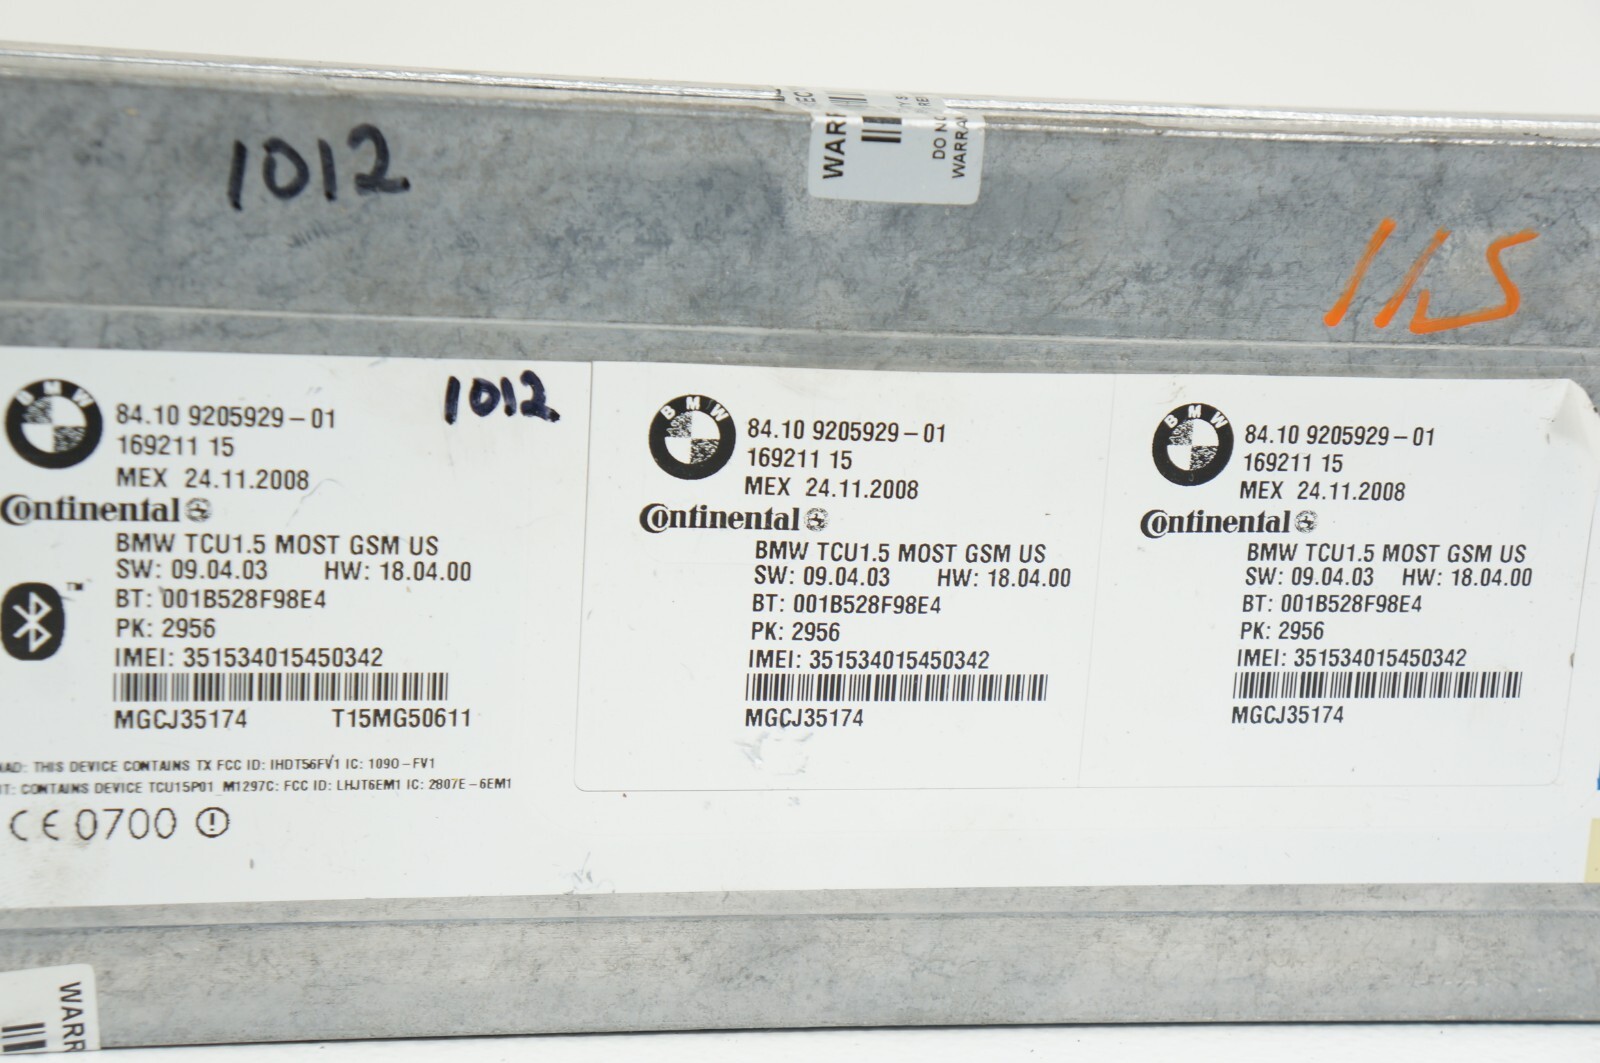 1012
WARR
DO NO
WARRA
115
BMW
84.10 9205929-01
169211 15
MEX 24.11.2008
1012
Continental
BMW TCU1.5 MOST GSM US
SW: 09.04.03 HW: 18.04.00
BT: 001B528F98E4
PK: 2956
IMEI: 351534015450342
MGCJ35174 T15MG50611
THIS DEVICE CONTAINS TX FCC ID: IHDT56FV1 IC: 1090-FV1
CONTAINS DEVICE TCU15P01_M1297C: FCC ID: LHJT6EM1 IC: 2807E-6EM1
CE 0700
TM
BMW
84.10 9205929-01
169211 15
MEX 24.11.2008
Continental
BMW TCU1.5 MOST GSM US
SW: 09.04.03 HW: 18.04.00
BT: 001B528F98E4
PK: 2956
IMEI: 351534015450342
MGCJ35174
BMW
84.10 9205929-01
169211 15
MEX 24.11.2008
Continental
BMW TCU1.5 MOST GSM US
SW: 09.04.03 HW: 18.04.00
BT: 001B528F98E4
PK: 2956
IMEI: 351534015450342
MGCJ35174
WARR